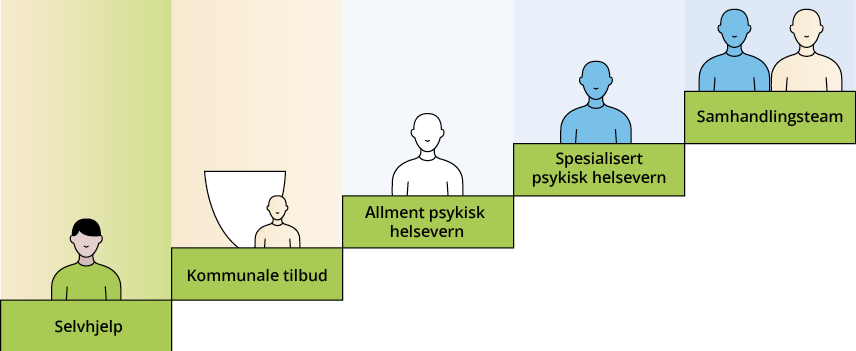 Samhandlingsteam
Spesialisert
psykisk helsevern
Allment psykisk
helsevern
Kommunale tilbud
Selvhjelp